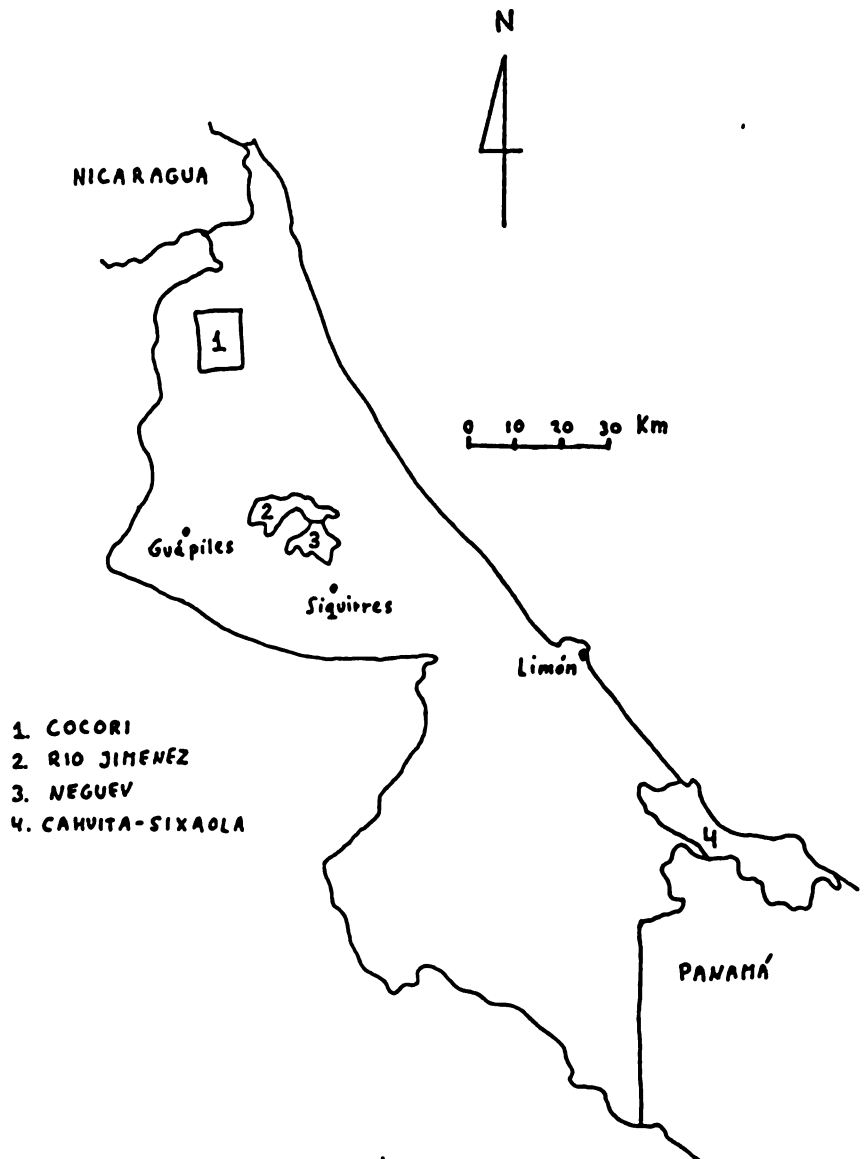 N
NICARAGUA
1
0 10 20 30 Km
2
3
Guápiles
Siquirres
Limón
1. COCORI
2. RIO JIMENEZ
3. NEGUEV
4. CAHUITA-SIXAOLA
4
PANAMÁ